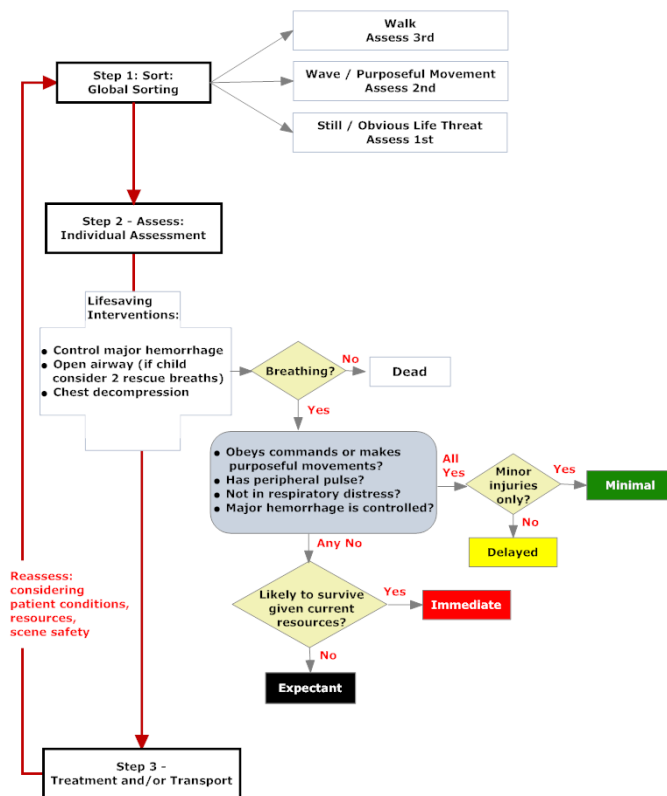 Walk
Assess 3rd
Step 1: Sort:
Global Sorting
Wave / Purposeful Movement
Assess 2nd
Still / Obvious Life Threat
Assess 1st
Step 2 - Assess:
Individual Assessment
Lifesaving
Interventions:
• Control major hemorrhage
• Open airway (if child
consider 2 rescue breaths)
• Chest decompression
Breathing?
No
Dead
Yes
• Obeys commands or makes
purposeful movements?
• Has peripheral pulse?
• Not in respiratory distress?
• Major hemorrhage is controlled?
All
Yes
Minor
injuries
only?
Yes
Minimal
No
Delayed
Any No
Likely to survive
given current
resources?
Yes
Immediate
No
Expectant
Reassess:
considering
patient conditions,
resources,
scene safety
Step 3 -
Treatment and/or Transport